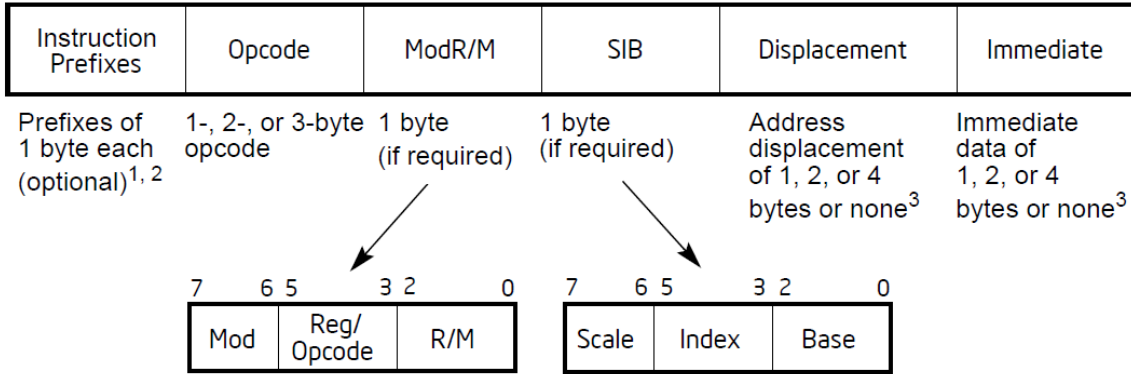 Instruction
Prefixes
Opcode
ModR/M
SIB
Displacement
Immediate
Prefixes of
1 byte each
(optional)1, 2
1-, 2-, or 3-byte
opcode
1 byte
(if required)
1 byte
(if required)
Address
displacement
of 1, 2, or 4
bytes or none3
Immediate
data of
1, 2, or 4
bytes or none3
7 6 5 3 2 0
Mod
Reg/
Opcode
R/M
7 6 5 3 2 0
Scale
Index
Base